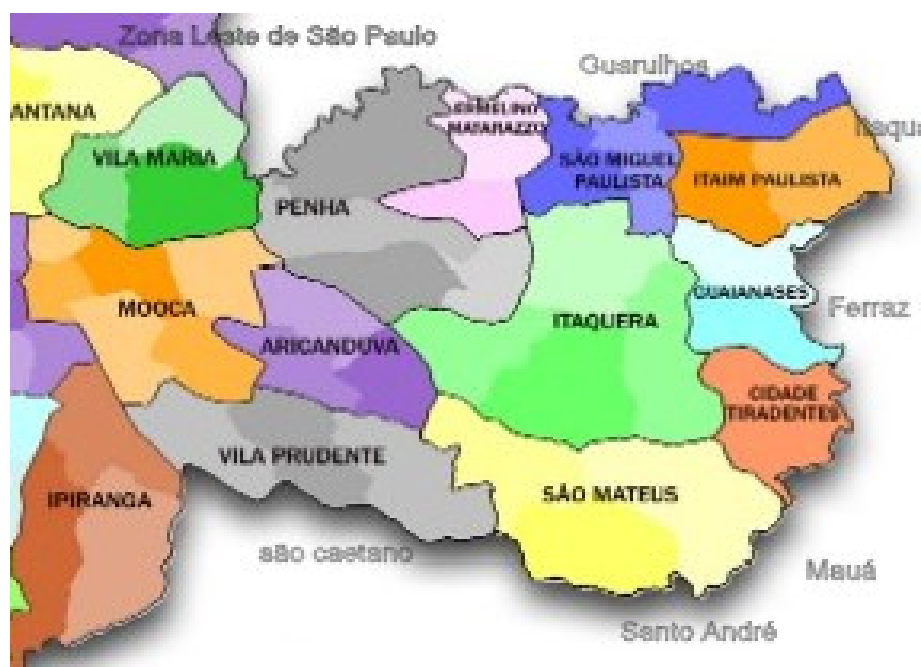 Zona Leste de São Paulo
Guarulhos
ANTANA
ERMELINO
MATARAZZO
Itaqua
VILA MARIA
SÃO MIGUEL
PAULISTA
ITAIM PAULISTA
PENHA
GUAIANASES
MOOCA
ITAQUERA
Ferraz
ARICANDUVA
CIDADE
TIRADENTES
VILA PRUDENTE
IPIRANGA
SÃO MATEUS
são caetano
Mauá
Santo André